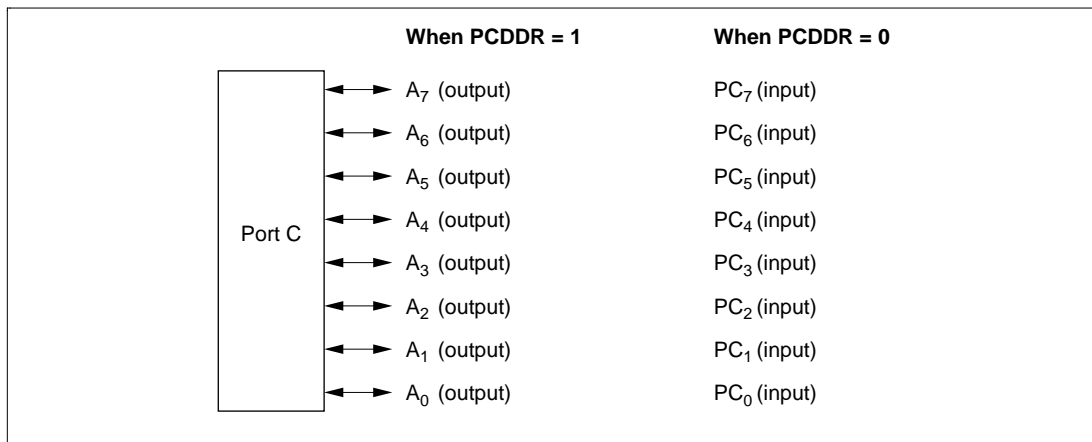 When PCDDR = 1 When PCDDR = 0
A7 (output) PC7 (input)
A6 (output) PC6 (input)
A5 (output) PC5 (input)
A4 (output) PC4 (input)
Port C
A3 (output) PC3 (input)
A2 (output) PC2 (input)
A1 (output) PC1 (input)
A0 (output) PC0 (input)